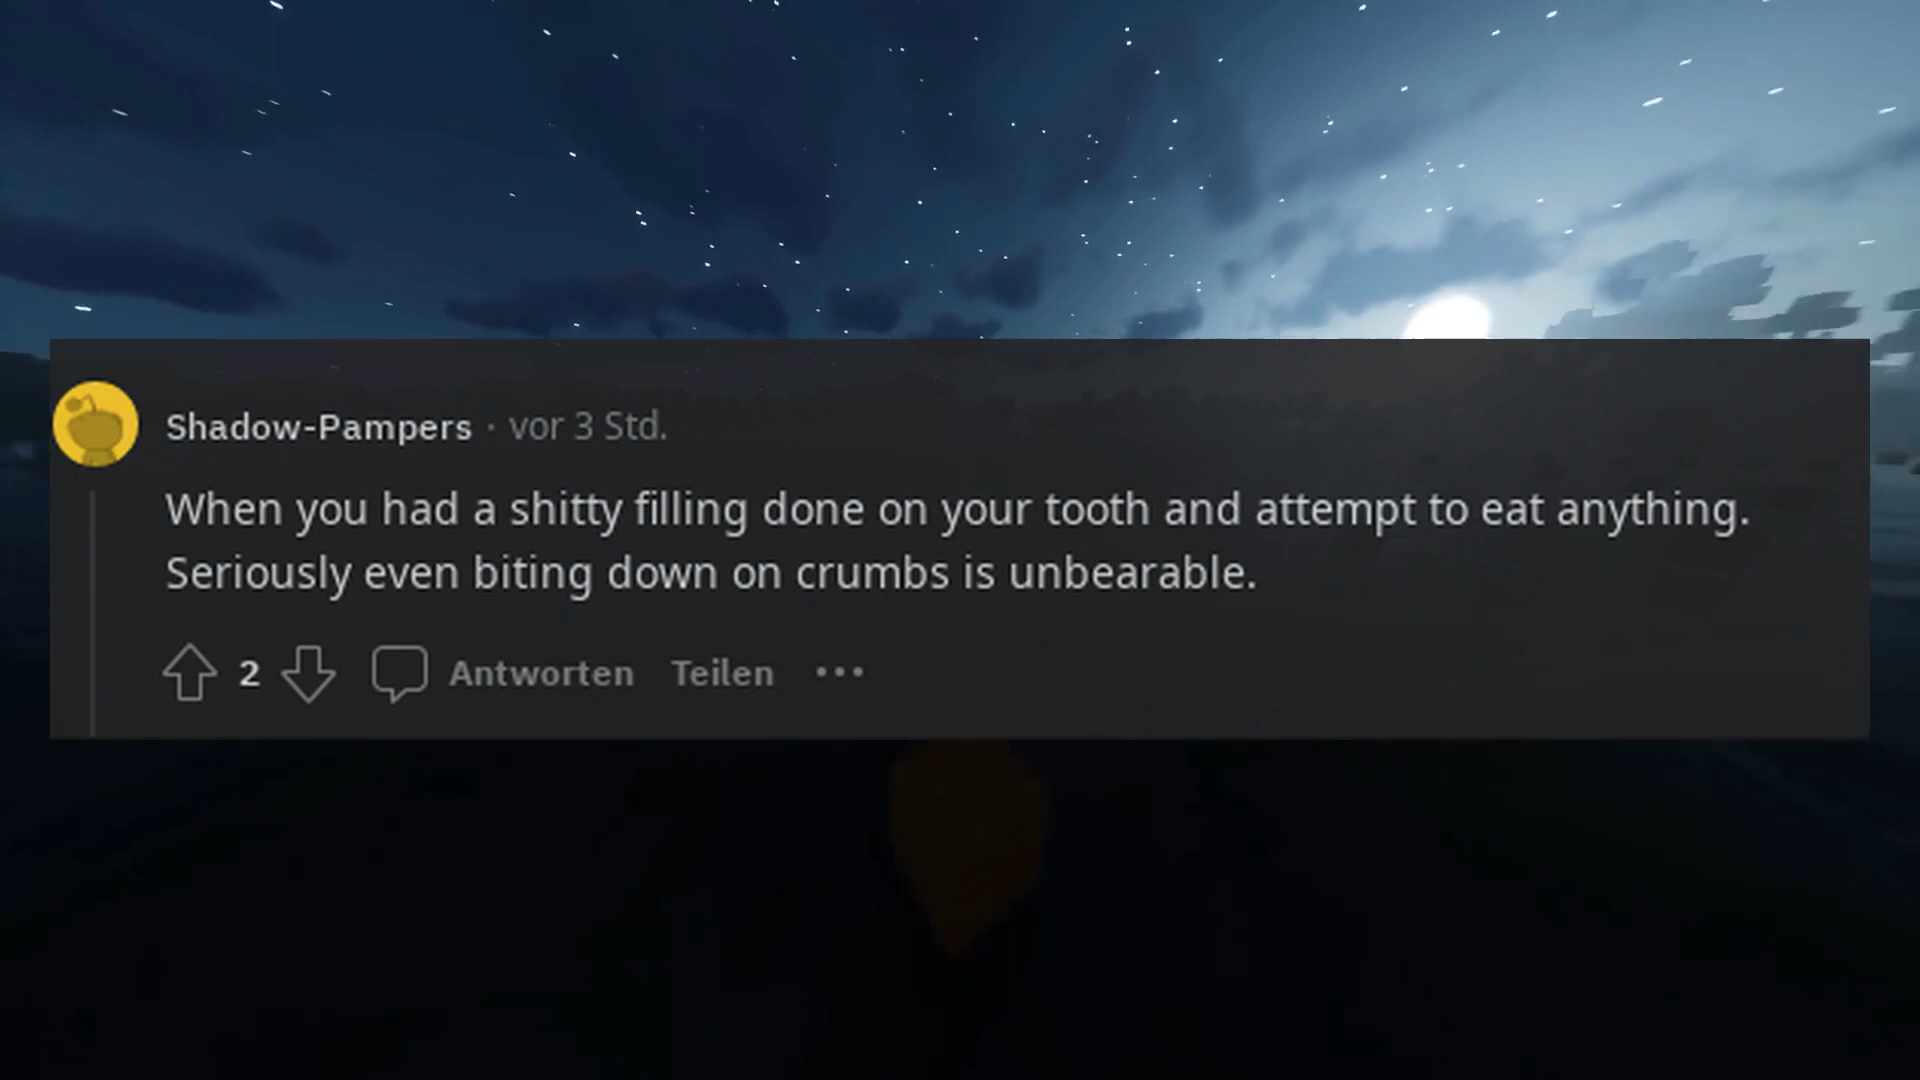 Shadow-Pampers · vor 3 Std.
When you had a shitty filling done on your tooth and attempt to eat anything.
Seriously even biting down on crumbs is unbearable.
2 Antworten Teilen ...